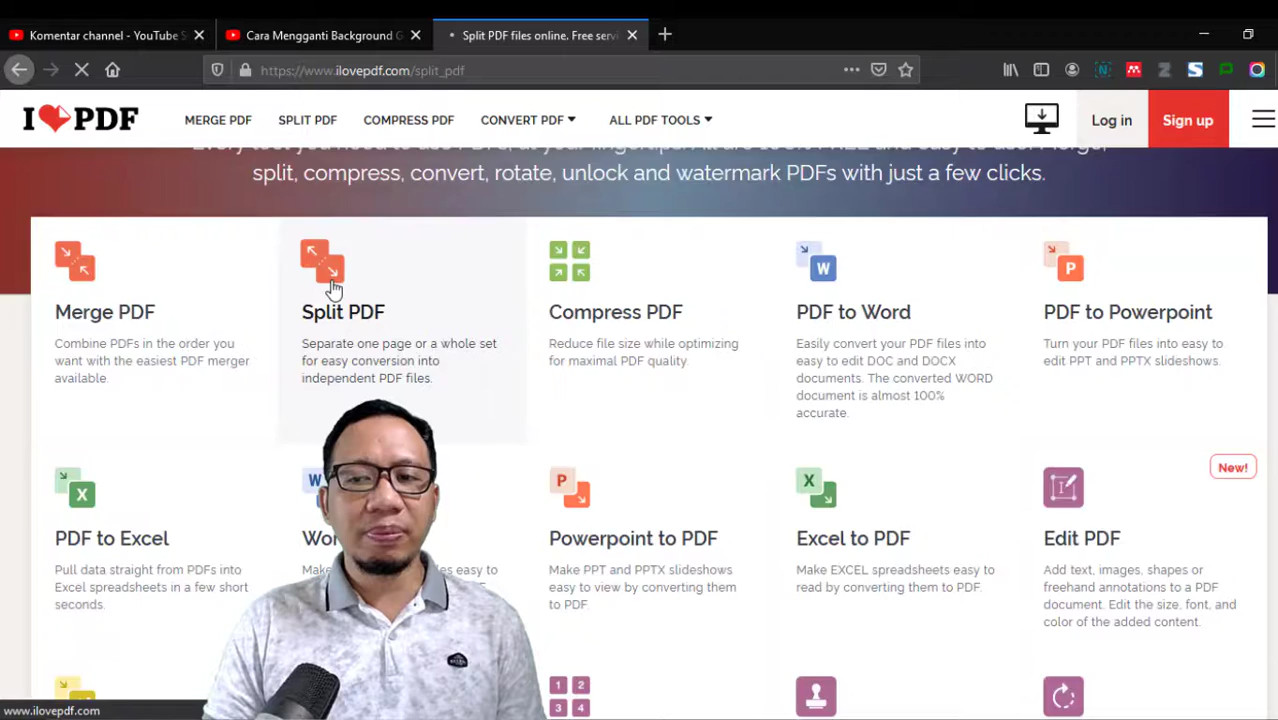 Komentar channel - YouTube S
Cara Mengganti Background G
Split PDF files online. Free servi
https://www.ilovepdf.com/split_pdf
I PDF
MERGE PDF
SPLIT PDF
COMPRESS PDF
CONVERT PDF
ALL PDF TOOLS
Log in
Sign up
split, compress, convert, rotate, unlock and watermark PDFs with just a few clicks.
Merge PDF
Combine PDFs in the order you
want with the easiest PDF merger
available.
Split PDF
Separate one page or a whole set
for easy conversion into
independent PDF files.
Compress PDF
Reduce file size while optimizing
for maximal PDF quality.
W
PDF to Word
Easily convert your PDF files into
easy to edit DOC and DOCX
documents. The converted WORD
document is almost 100%
accurate.
P
PDF to Powerpoint
Turn your PDF files into easy to
edit PPT and PPTX slideshows.
X
PDF to Excel
Pull data straight from PDFs into
Excel spreadsheets in a few short
seconds.
W
Wor
Mak
es easy to
P
Powerpoint to PDF
Make PPT and PPTX slideshows
easy to view by converting them
to PDF.
X
Excel to PDF
Make EXCEL spreadsheets easy to
read by converting them to PDF.
New!
Edit PDF
Add text, images, shapes or
freehand annotations to a PDF
document. Edit the size, font, and
color of the added content.
1 2
3 4
www.ilovepdf.com